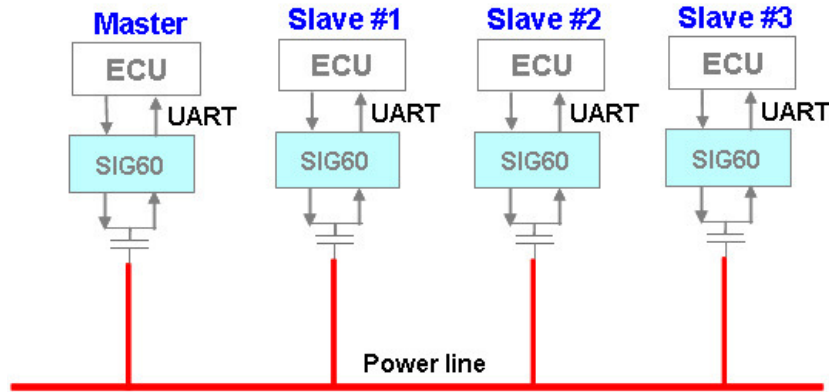 Master Slave #1 Slave #2 Slave #3
ECU ECU ECU ECU
UART UART UART UART
SIG60 SIG60 SIG60 SIG60
Power line